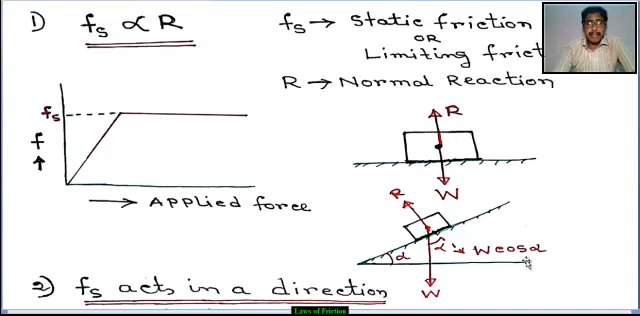 1) fs ∝ R
fs → Static friction
OR
Limiting frict
R → Normal Reaction
fs
f
→ Applied force
R
W
R
α
α
W cos α
W
2) fs acts in a direction
Laws of Friction